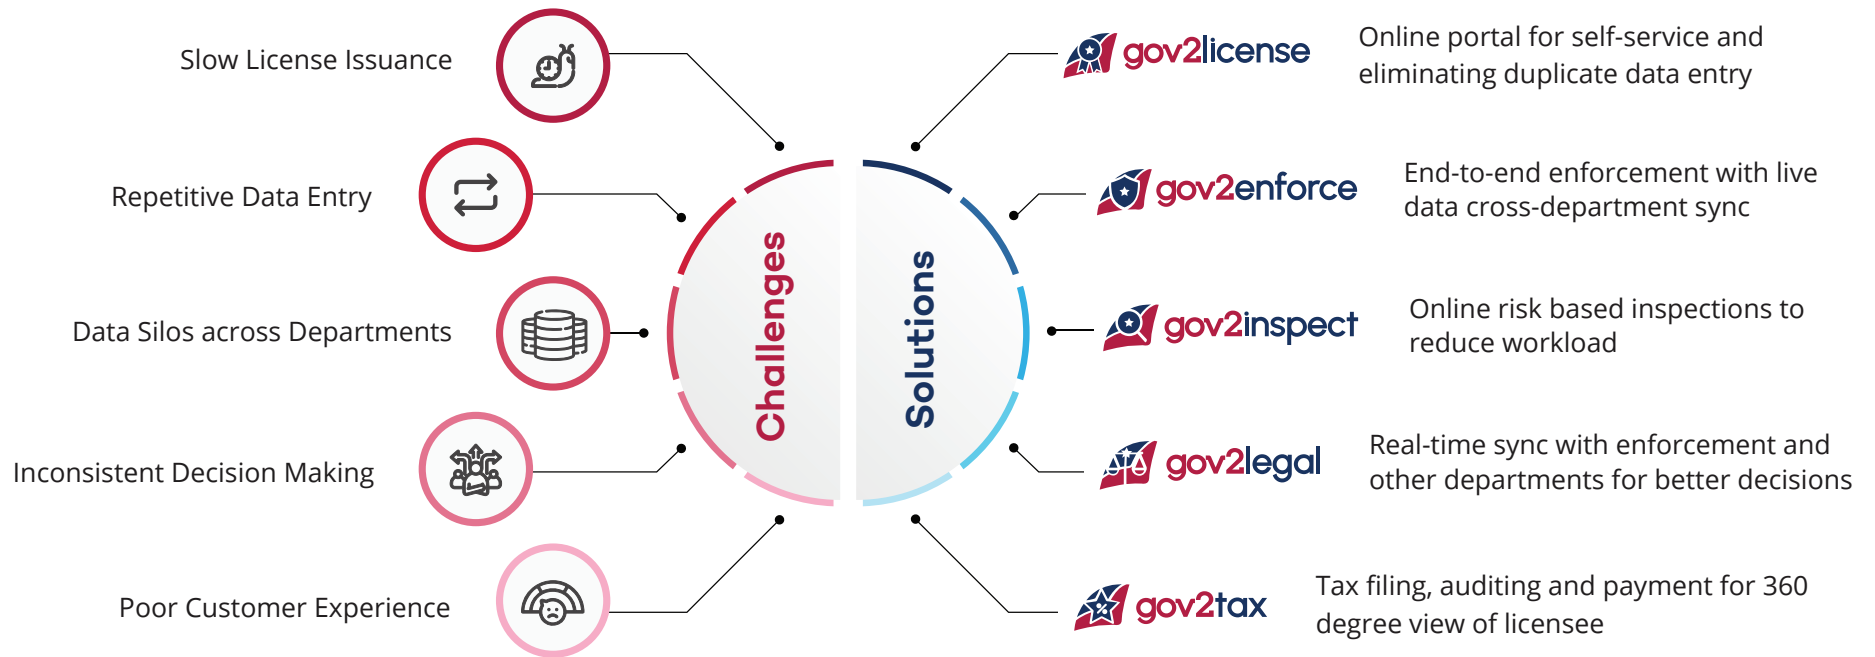 Slow License Issuance
Repetitive Data Entry
Data Silos across Departments
Inconsistent Decision Making
Poor Customer Experience
Challenges
Solutions
gov2license
Online portal for self-service and
eliminating duplicate data entry
gov2enforce
End-to-end enforcement with live
data cross-department sync
gov2inspect
Online risk based inspections to
reduce workload
gov2legal
Real-time sync with enforcement and
other departments for better decisions
gov2tax
Tax filing, auditing and payment for 360
degree view of licensee